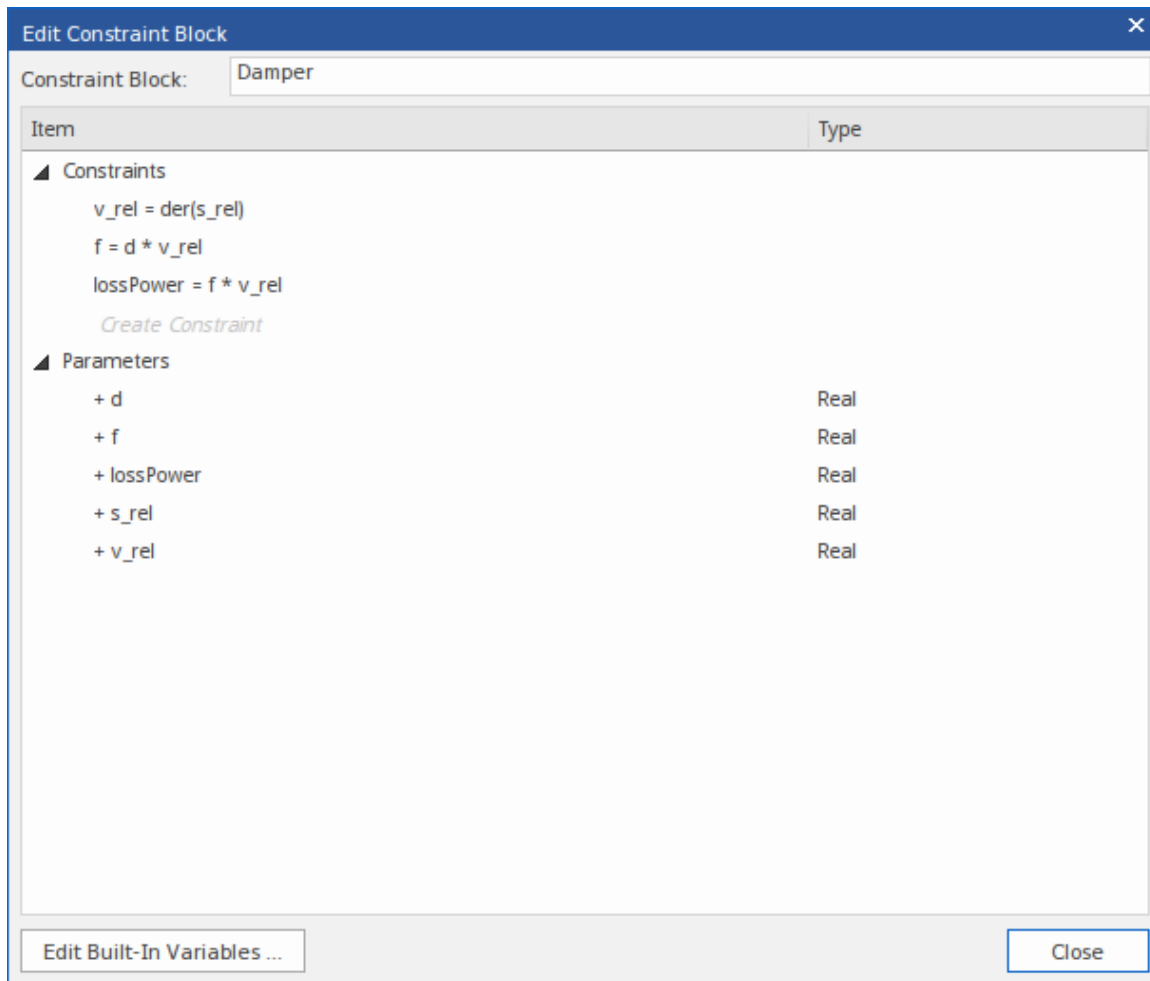 Edit Constraint Block
Constraint Block: Damper
Item Type
Constraints
v_rel = der(s_rel)
f = d * v_rel
lossPower = f * v_rel
Create Constraint
Parameters
+ d Real
+ f Real
+ lossPower Real
+ s_rel Real
+ v_rel Real
Edit Built-In Variables ... Close